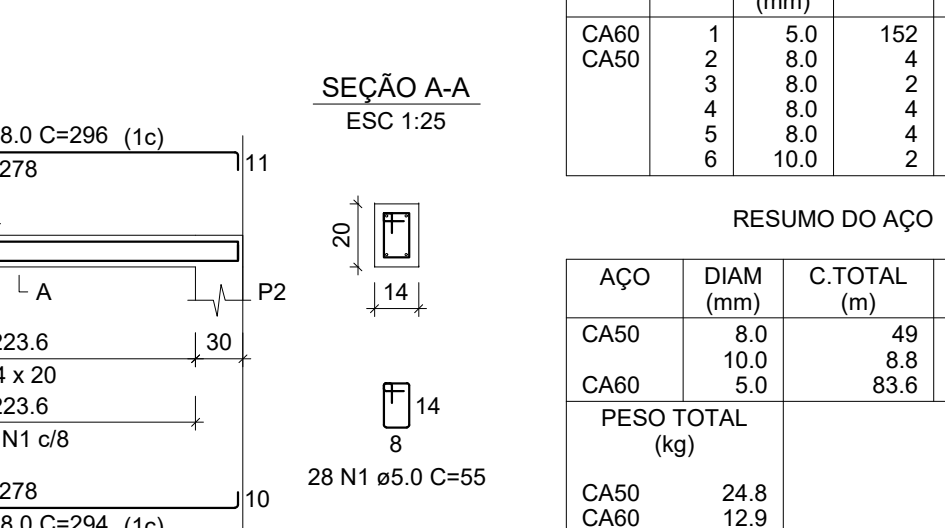 (mm)
CA60 1 5.0 152
CA50 2 8.0 4
3 8.0 2
4 8.0 4
5 8.0 4
6 10.0 2
SEÇÃO A-A
ESC 1:25
8.0 C=296 (1c)
278
11
20
14
A
P2
223.6
30
4 x 20
223.6
N1 c/8
14
8
28 N1 ø5.0 C=55
278
10
8.0 C=294 (1c)
RESUMO DO AÇO
AÇO DIAM C.TOTAL
(mm) (m)
CA50 8.0 49
10.0 8.8
CA60 5.0 83.6
PESO TOTAL
(kg)
CA50 24.8
CA60 12.9